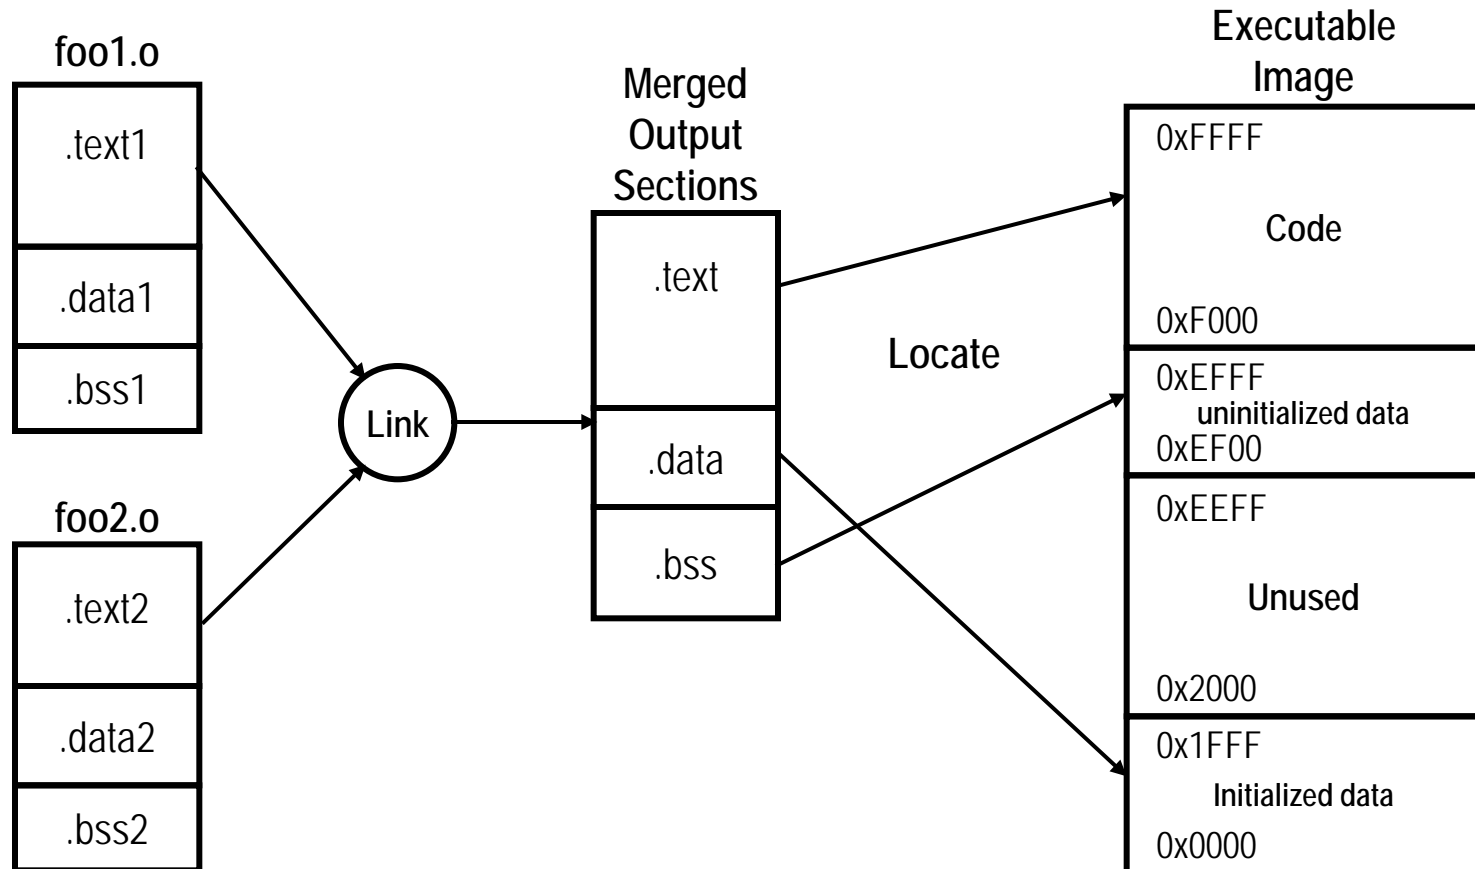 foo1.o
.text1
.data1
.bss1
foo2.o
.text2
.data2
.bss2
Link
Merged
Output
Sections
.text
.data
.bss
Locate
Executable
Image
0xFFFF
Code
0xF000
0xEFFF
uninitialized data
0xEF00
0xEEFF
Unused
0x2000
0x1FFF
Initialized data
0x0000